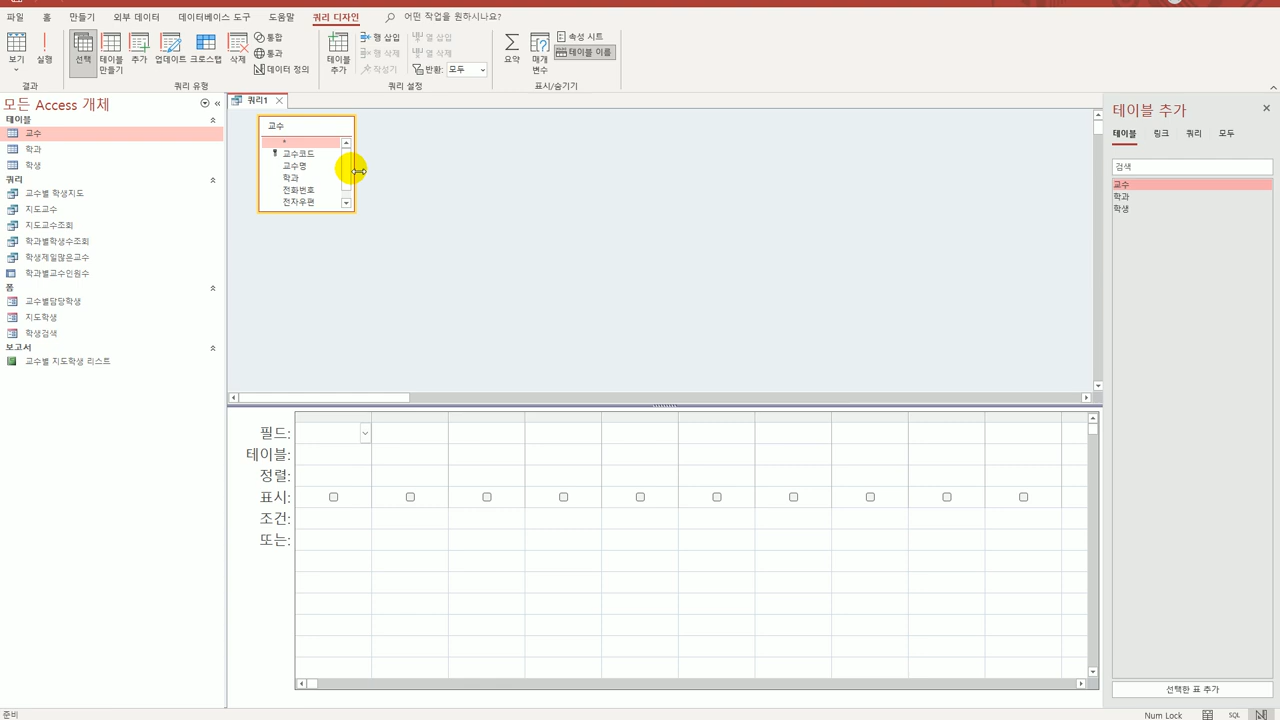 파일 홈 만들기 외부 데이터 데이터베이스 도구 도움말 쿼리 디자인 어떤 작업을 원하시나요?
보기 실행 선택 테이블 만들기 추가 업데이트 크로스탭 삭제 통합 통과 데이터 정의 테이블 추가 행 삽입 행 삭제 작성기 열 삽입 열 삭제 반환: 모두 요약 매개 변수 속성 시트 테이블 이름
결과 쿼리 유형 쿼리 설정 표시/숨기기
모든 Access 개체
테이블
교수
학과
학생
쿼리
교수별 학생지도
지도교수
지도교수조회
학과별학생수조회
학생제일많은교수
학과별교수인원수
폼
교수별담당학생
지도학생
학생검색
보고서
교수별 지도학생 리스트
쿼리1
교수
*
교수코드
교수명
학과
전화번호
전자우편
필드:
테이블:
정렬:
표시:
조건:
또는:
테이블 추가
테이블 링크 쿼리 모두
검색
교수
학과
학생
선택한 표 추가
준비 Num Lock SQL